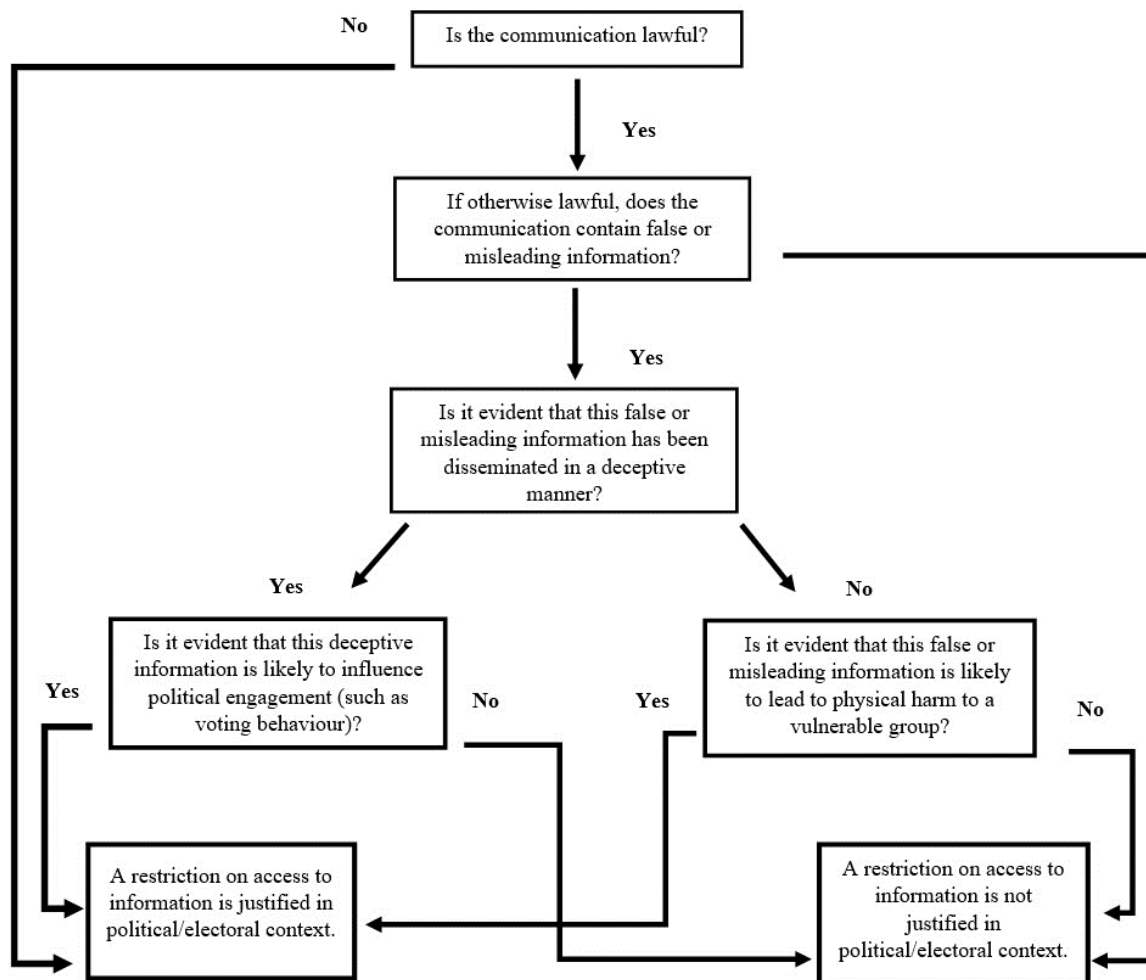 No
Is the communication lawful?
Yes
If otherwise lawful, does the
communication contain false or
misleading information?
Yes
Is it evident that this false or
misleading information has been
disseminated in a deceptive
manner?
Yes
No
Is it evident that this deceptive
information is likely to influence
political engagement (such as
voting behaviour)?
Yes
No
Is it evident that this false or
misleading information is likely
to lead to physical harm to a
vulnerable group?
Yes
No
A restriction on access to
information is justified in
political/electoral context.
A restriction on access to
information is not
justified in
political/electoral context.